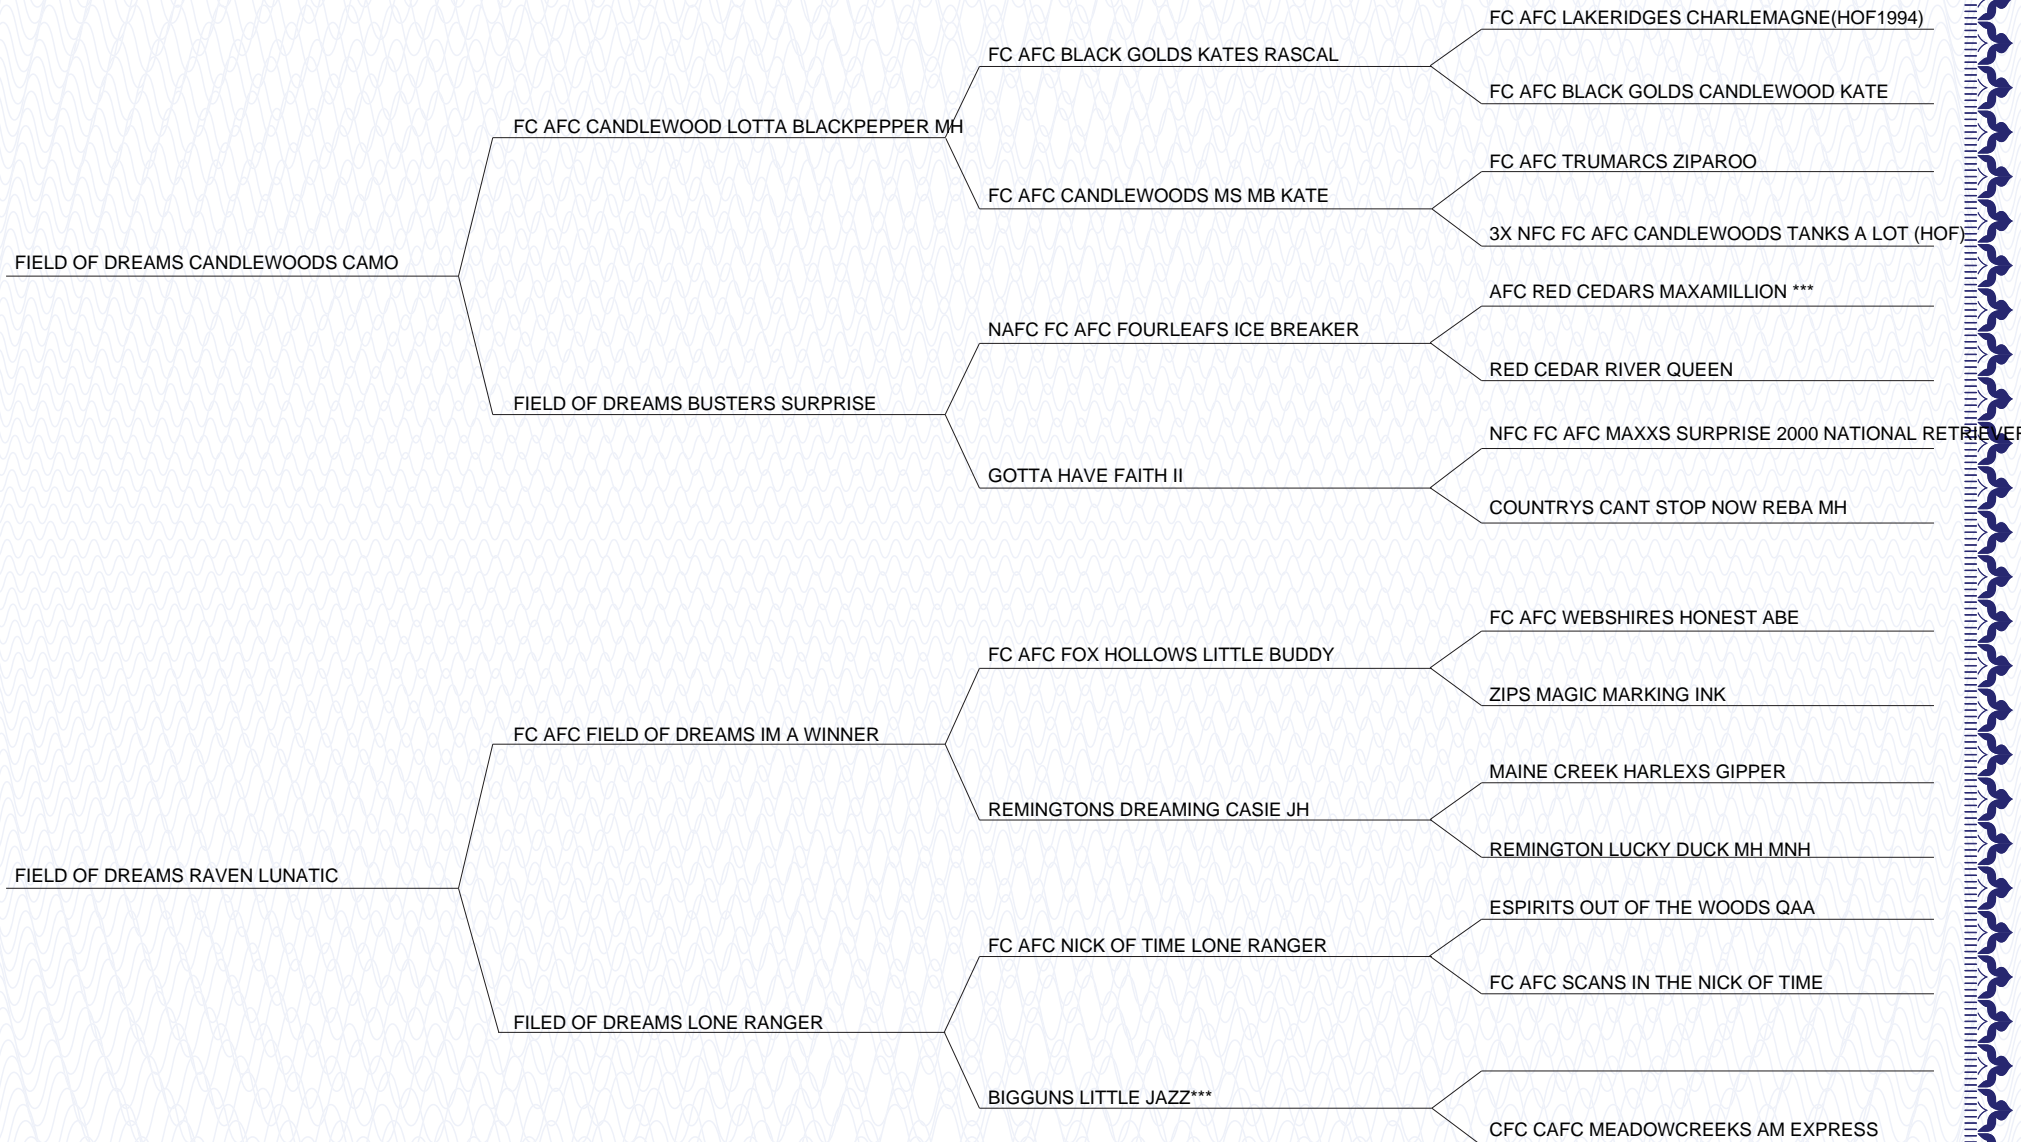 FC AFC LAKERIDGES CHARLEMAGNE(HOF1994)
FC AFC BLACK GOLDS KATES RASCAL
FC AFC BLACK GOLDS CANDLEWOOD KATE
FC AFC CANDLEWOOD LOTTA BLACKPEPPER MH
FC AFC TRUMARCS ZIPAROO
FC AFC CANDLEWOODS MS MB KATE
3X NFC FC AFC CANDLEWOODS TANKS A LOT (HOF)
FIELD OF DREAMS CANDLEWOODS CAMO
AFC RED CEDARS MAXAMILLION ***
NAFC FC AFC FOURLEAFS ICE BREAKER
RED CEDAR RIVER QUEEN
FIELD OF DREAMS BUSTERS SURPRISE
NFC FC AFC MAXXS SURPRISE 2000 NATIONAL RETRIEVER
GOTTA HAVE FAITH II
COUNTRYS CANT STOP NOW REBA MH
FC AFC WEBSHIRES HONEST ABE
FC AFC FOX HOLLOWS LITTLE BUDDY
ZIPS MAGIC MARKING INK
FC AFC FIELD OF DREAMS IM A WINNER
MAINE CREEK HARLEXS GIPPER
REMINGTONS DREAMING CASIE JH
REMINGTON LUCKY DUCK MH MNH
FIELD OF DREAMS RAVEN LUNATIC
ESPIRITS OUT OF THE WOODS QAA
FC AFC NICK OF TIME LONE RANGER
FC AFC SCANS IN THE NICK OF TIME
FILED OF DREAMS LONE RANGER
BIGGUNS LITTLE JAZZ***
CFC CAFC MEADOWCREEKS AM EXPRESS